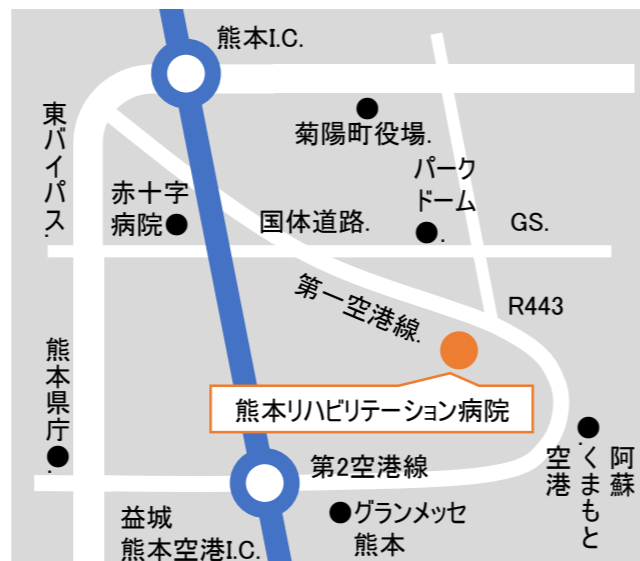 熊本I.C.
東バイパス.
菊陽町役場.
パーク
ドーム
.
赤十字
病院
国体道路.
GS.
第一空港線.
R443
熊本県庁.
熊本リハビリテーション病院
第2空港線
阿蘇
くまもと
空港
益城
熊本空港I.C.
グランメッセ
熊本